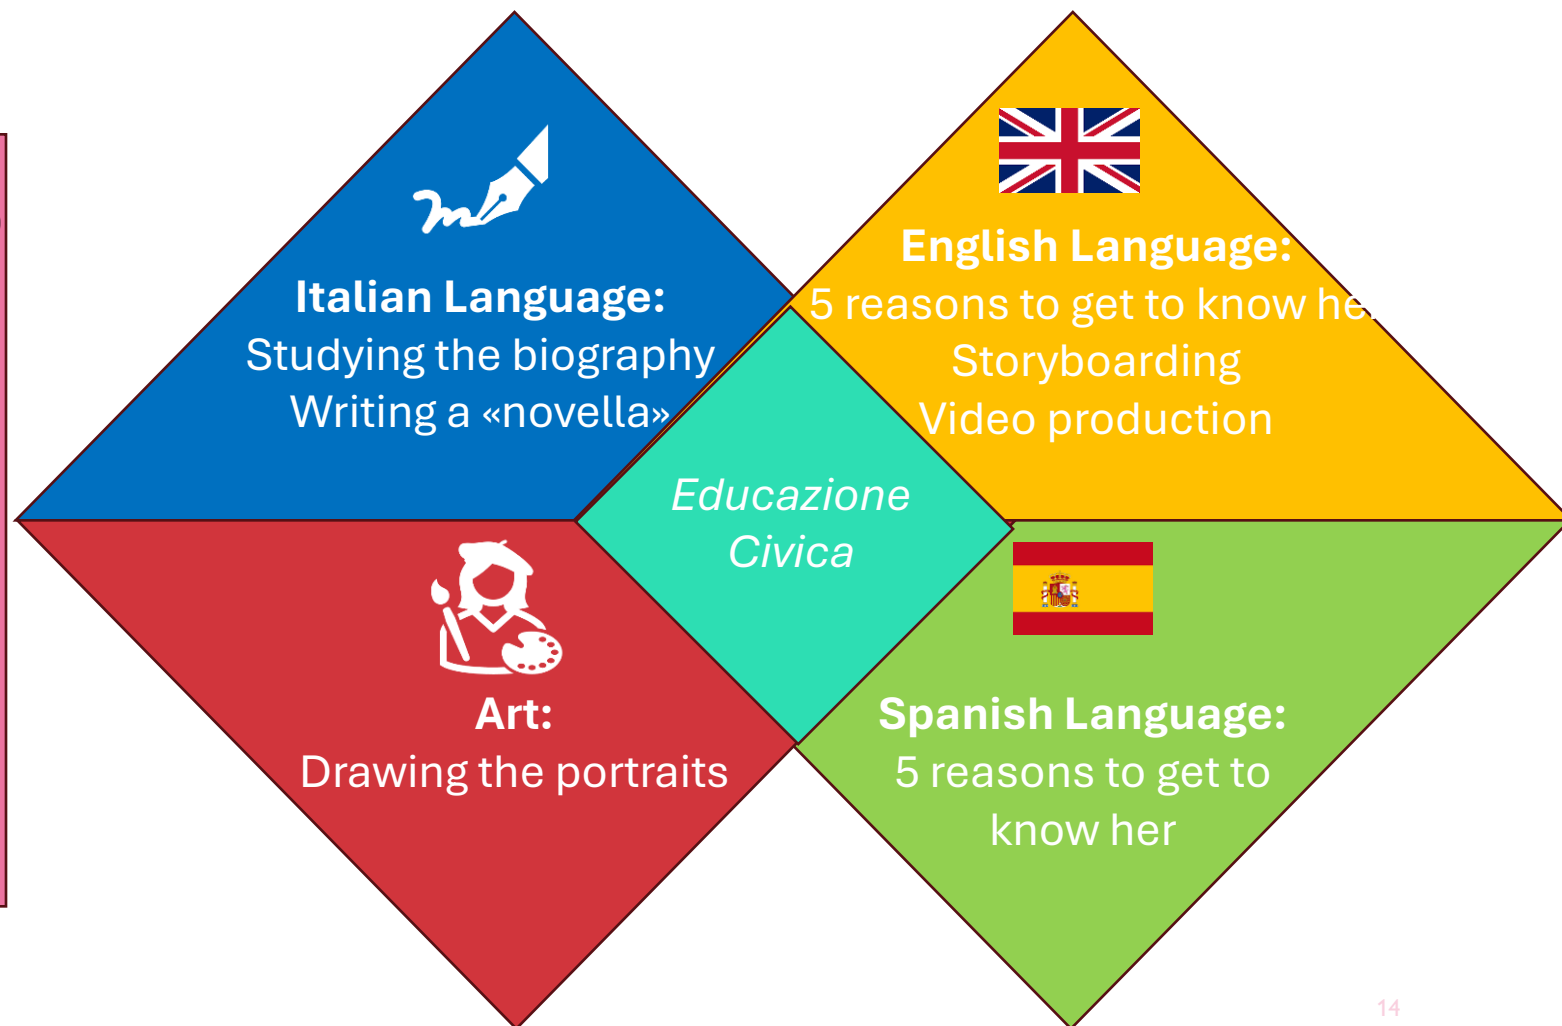 Italian Language:
Studying the biography
Writing a «novella»
English Language:
5 reasons to get to know her
Storyboarding
Video production
Educazione
Civica
Art:
Drawing the portraits
Spanish Language:
5 reasons to get to
know her
14